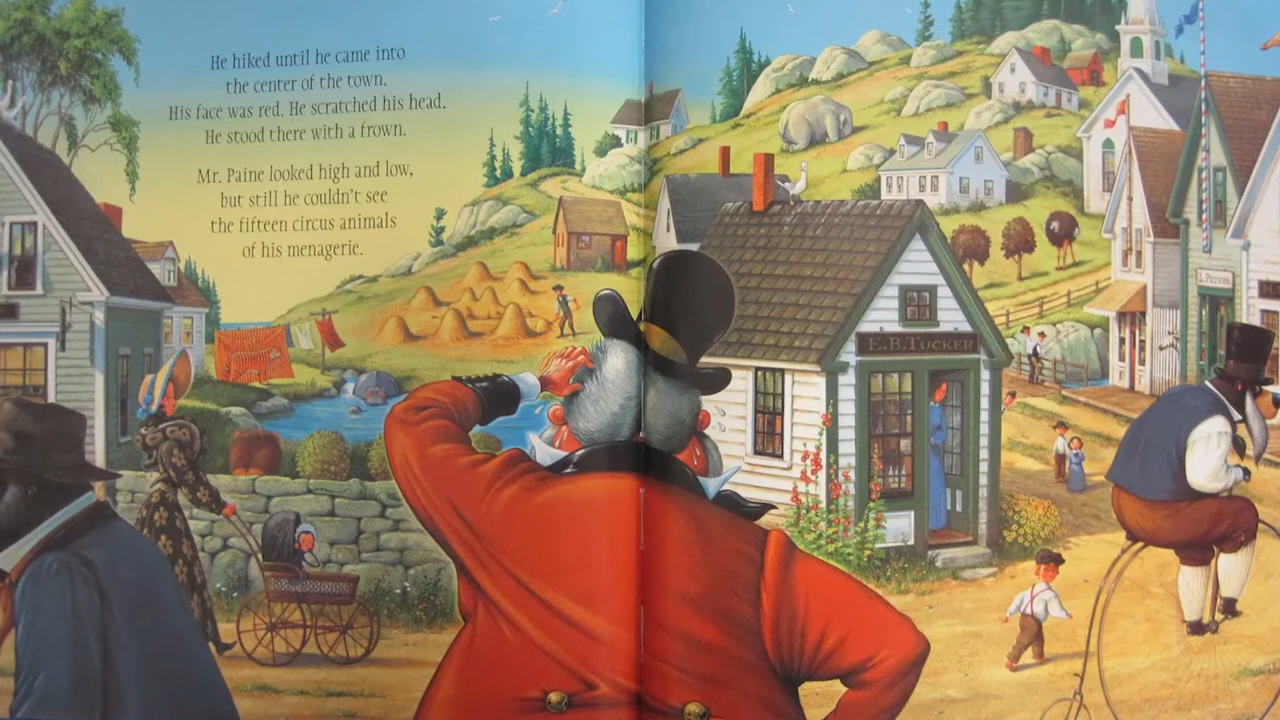 He hiked until he came into
the center of the town.
His face was red. He scratched his head.
He stood there with a frown.
Mr. Paine looked high and low,
but still he couldn't see
the fifteen circus animals
of his menagerie.
E.B. TUCKER